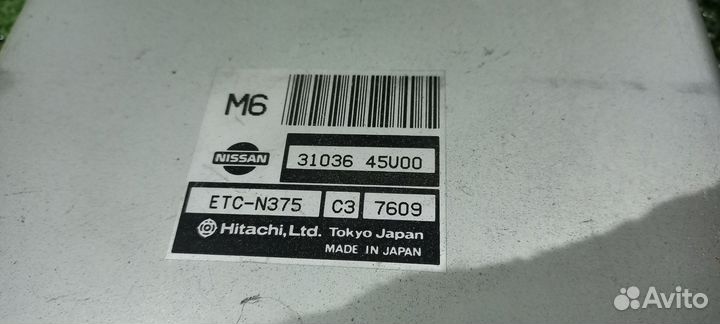 M6
NISSAN
31036 45U00
ETC-N375 C3 7609
Hitachi, Ltd. Tokyo Japan
MADE IN JAPAN
Avito